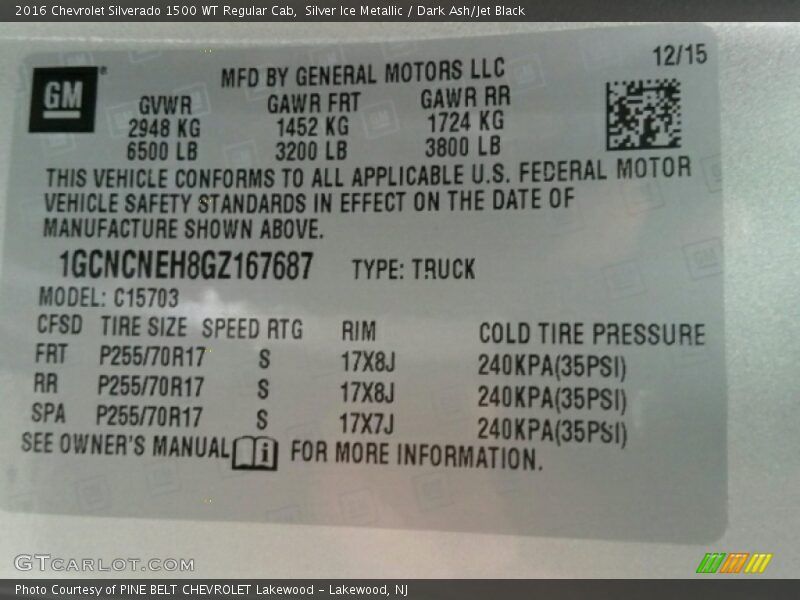 2016 Chevrolet Silverado 1500 WT Regular Cab,  Silver Ice Metallic / Dark Ash/Jet Black
12/15
GM®
MFD BY GENERAL MOTORS LLC
GVWR GAWR FRT GAWR RR
2948 KG 1452 KG 1724 KG
6500 LB 3200 LB 3800 LB
THIS VEHICLE CONFORMS TO ALL APPLICABLE U.S. FEDERAL MOTOR
VEHICLE SAFETY STANDARDS IN EFFECT ON THE DATE OF
MANUFACTURE SHOWN ABOVE.
1GCNCNEH8GZ167687 TYPE: TRUCK
MODEL: C15703
CFSD TIRE SIZE SPEED RTG RIM COLD TIRE PRESSURE
FRT P255/70R17 S 17X8J 240KPA(35PSI)
RR P255/70R17 S 17X8J 240KPA(35PSI)
SPA P255/70R17 S 17X7J 240KPA(35PSI)
SEE OWNER'S MANUAL i FOR MORE INFORMATION.
GTcarlot.com
Photo Courtesy of PINE BELT CHEVROLET Lakewood - Lakewood, NJ